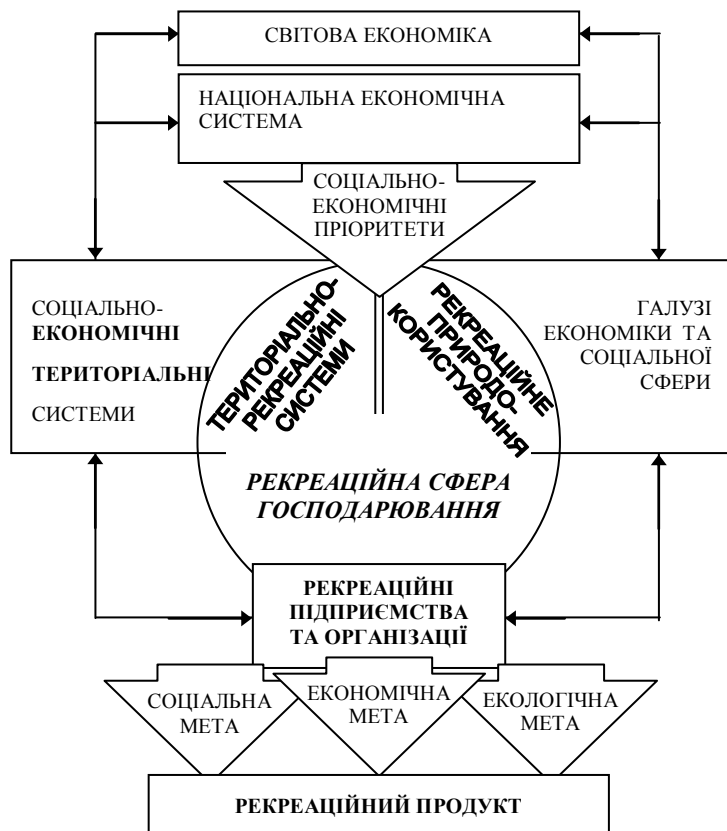 СВІТОВА ЕКОНОМІКА
НАЦІОНАЛЬНА ЕКОНОМІЧНА
СИСТЕМА
СОЦІАЛЬНО-
ЕКОНОМІЧНІ
ПРІОРИТЕТИ
СОЦІАЛЬНО-
ЕКОНОМІЧНІ
ТЕРИТОРІАЛЬНІ
СИСТЕМИ
ТЕРИТОРІАЛЬНО-
РЕКРЕАЦІЙНІ
СИСТЕМИ
РЕКРЕАЦІЙНЕ
ПРИРОДО-
КОРИСТУВАННЯ
ГАЛУЗІ
ЕКОНОМІКИ ТА
СОЦІАЛЬНОЇ
СФЕРИ
РЕКРЕАЦІЙНА СФЕРА
ГОСПОДАРЮВАННЯ
РЕКРЕАЦІЙНІ
ПІДПРИЄМСТВА
ТА ОРГАНІЗАЦІЇ
СОЦІАЛЬНА
МЕТА
ЕКОНОМІЧНА
МЕТА
ЕКОЛОГІЧНА
МЕТА
РЕКРЕАЦІЙНИЙ ПРОДУКТ